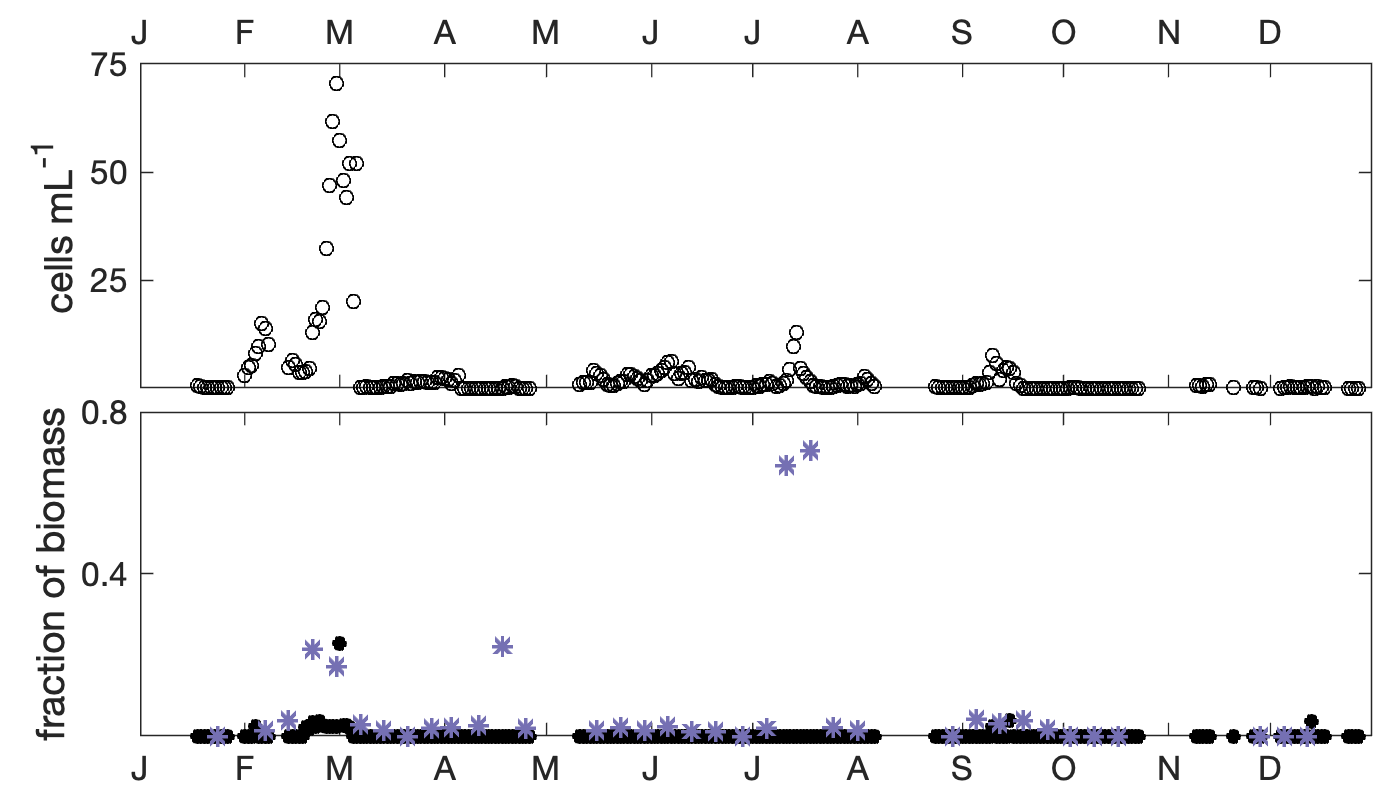 J F M A M J J A S O N D
75
50
25
cells mL-1
0.8
0.4
fraction of biomass
J F M A M J J A S O N D